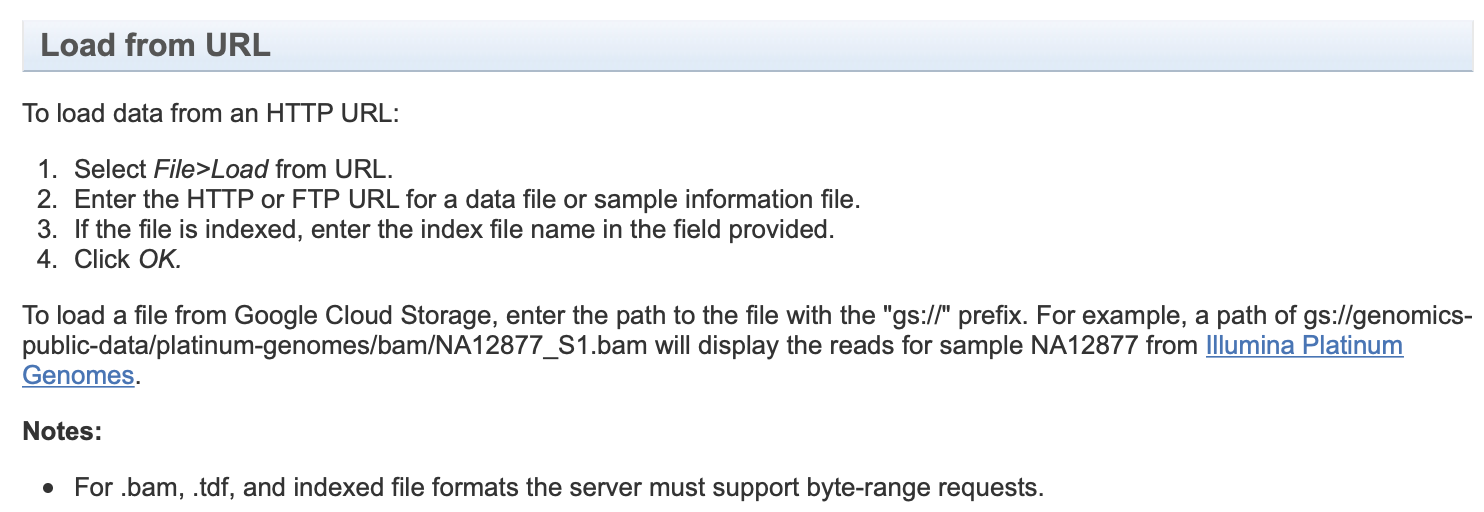 Load from URL
To load data from an HTTP URL:
1. Select File>Load from URL.
2. Enter the HTTP or FTP URL for a data file or sample information file.
3. If the file is indexed, enter the index file name in the field provided.
4. Click OK.
To load a file from Google Cloud Storage, enter the path to the file with the "gs://" prefix. For example, a path of gs://genomics-
public-data/platinum-genomes/bam/NA12877_S1.bam will display the reads for sample NA12877 from Illumina Platinum
Genomes.
Notes:
• For .bam, .tdf, and indexed file formats the server must support byte-range requests.